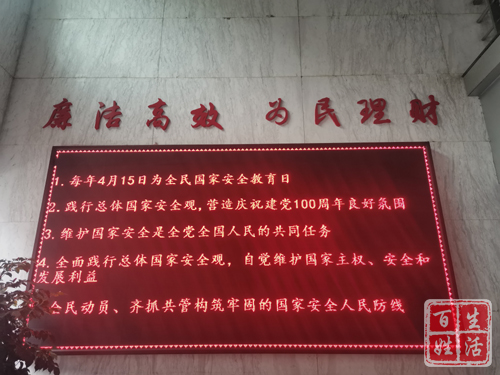 廉洁高效 为民理财
1. 每年4月15日为全民国家安全教育日
2. 践行总体国家安全观,营造庆祝建党100周年良好氛围
3. 维护国家安全是全党全国人民的共同任务
4. 全面践行总体国家安全观，自觉维护国家主权、安全和
发展利益
全民动员、齐抓共管构筑牢固的国家安全人民防线
百姓生活